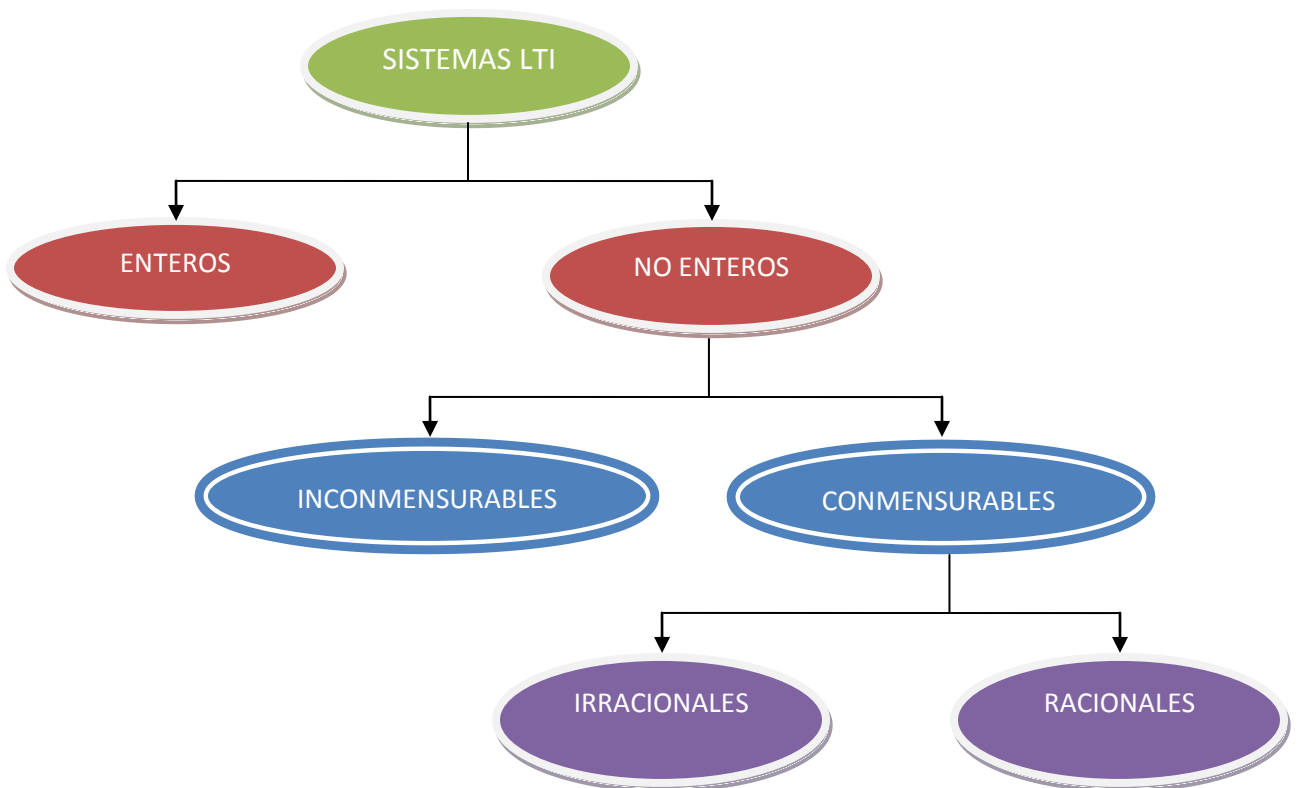 SISTEMAS LTI
ENTEROS
NO ENTEROS
INCONMENSURABLES
CONMENSURABLES
IRRACIONALES
RACIONALES